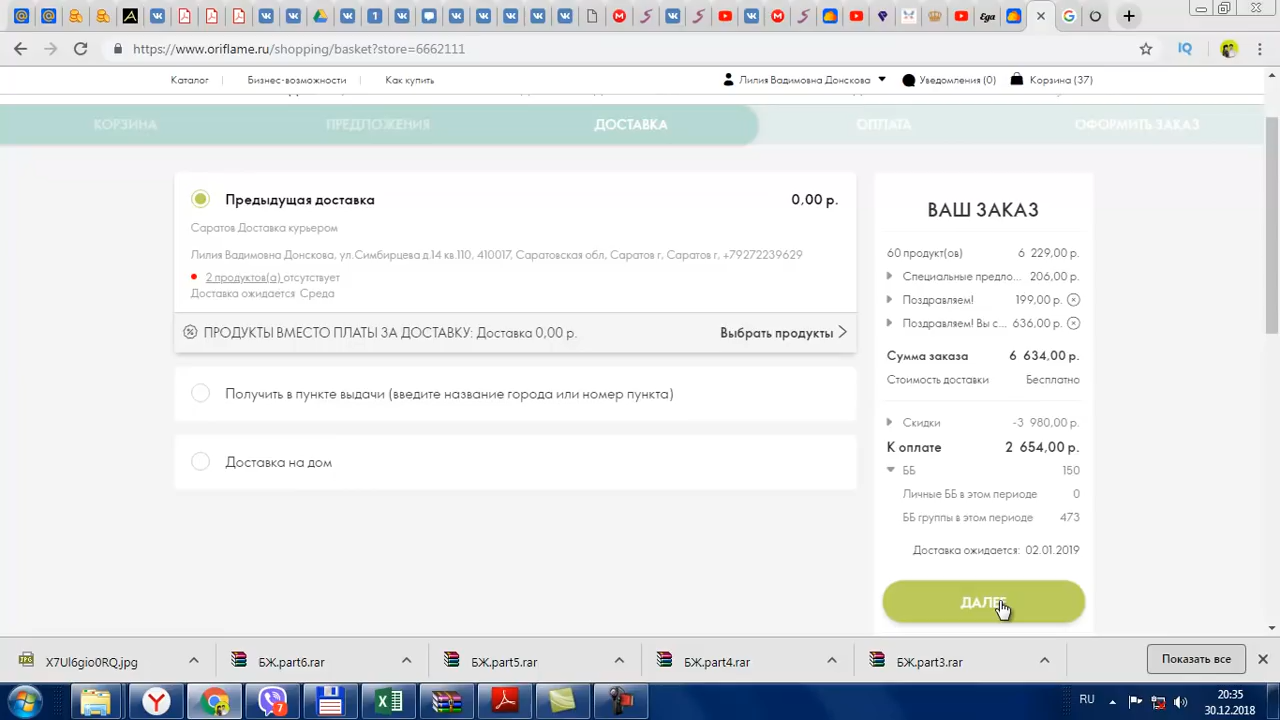 Ega
https://www.oriflame.ru/shopping/basket?store=6662111
IQ
Каталог
Бизнес-возможности
Как купить
Лилия Вадимовна Донскова
Уведомления (0)
Корзина (37)
КОРЗИНА
ПРЕДЛОЖЕНИЯ
ДОСТАВКА
ОПЛАТА
ОФОРМИТЬ ЗАКАЗ
Предыдущая доставка 0,00 р.
Саратов Доставка курьером
Лилия Вадимовна Донскова, ул.Симбирцева д.14 кв.110, 410017, Саратовская обл, Саратов г, Саратов г, +79272239629
2 продуктов(а) отсутствует
Доставка ожидается Среда
ПРОДУКТЫ ВМЕСТО ПЛАТЫ ЗА ДОСТАВКУ: Доставка 0,00 р. Выбрать продукты
Получить в пункте выдачи (введите название города или номер пункта)
Доставка на дом
ВАШ ЗАКАЗ
60 продукт(ов) 6 229,00 р.
Специальные предло... 206,00 р.
Поздравляем! 199,00 р.
Поздравляем! Вы с... 636,00 р.
Сумма заказа 6 634,00 р.
Стоимость доставки Бесплатно
Скидки -3 980,00 р.
К оплате 2 654,00 р.
ББ 150
Личные ББ в этом периоде 0
ББ группы в этом периоде 473
Доставка ожидается: 02.01.2019
ДАЛЕЕ
X7Ul6gio0RQ.jpg
БЖ.part6.rar
БЖ.part5.rar
БЖ.part4.rar
БЖ.part3.rar
Показать все
RU
20:35
30.12.2018